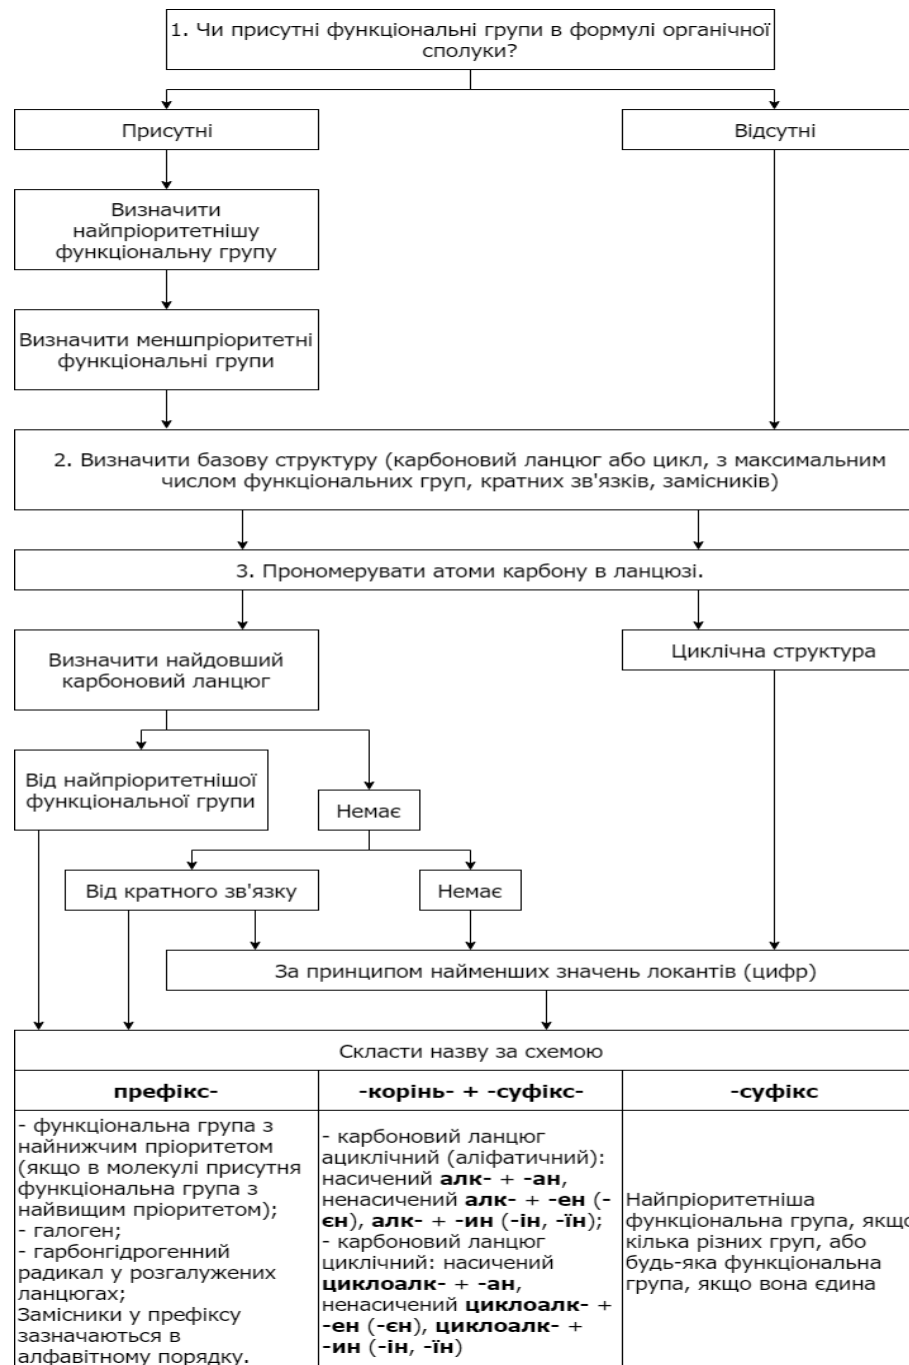 1. Чи присутні функціональні групи в формулі органічної
сполуки?
Присутні
Відсутні
Визначити
найпріоритетнішу
функціональну групу
Визначити меншпріоритетні
функціональні групи
2. Визначити базову структуру (карбоновий ланцюг або цикл, з максимальним
числом функціональних груп, кратних зв'язків, замісників)
3. Прономерувати атоми карбону в ланцюзі.
Визначити найдовший
карбоновий ланцюг
Циклічна структура
Від найпріоритетнішої
функціональної групи
Немає
Від кратного зв'язку
Немає
За принципом найменших значень локантів (цифр)
Скласти назву за схемою
префікс-
-корінь- + -суфікс-
-суфікс
- функціональна група з
найнижчим пріоритетом
(якщо в молекулі присутня
функціональна група з
найвищим пріоритетом);
- галоген;
- гарбонгідрогенний
радикал у розгалужених
ланцюгах;
Замісники у префіксу
зазначаються в
алфавітному порядку.
- карбоновий ланцюг
ациклічний (аліфатичний):
насичений алк- + -ан,
ненасичений алк- + -ен (-
єн), алк- + -ин (-ін, -їн);
- карбоновий ланцюг
циклічний: насичений
циклоалк- + -ан,
ненасичений циклоалк- +
-ен (-єн), циклоалк- +
-ин (-ін, -їн)
Найпріоритетніша
функціональна група, якщо
кілька різних груп, або
будь-яка функціональна
група, якщо вона єдина